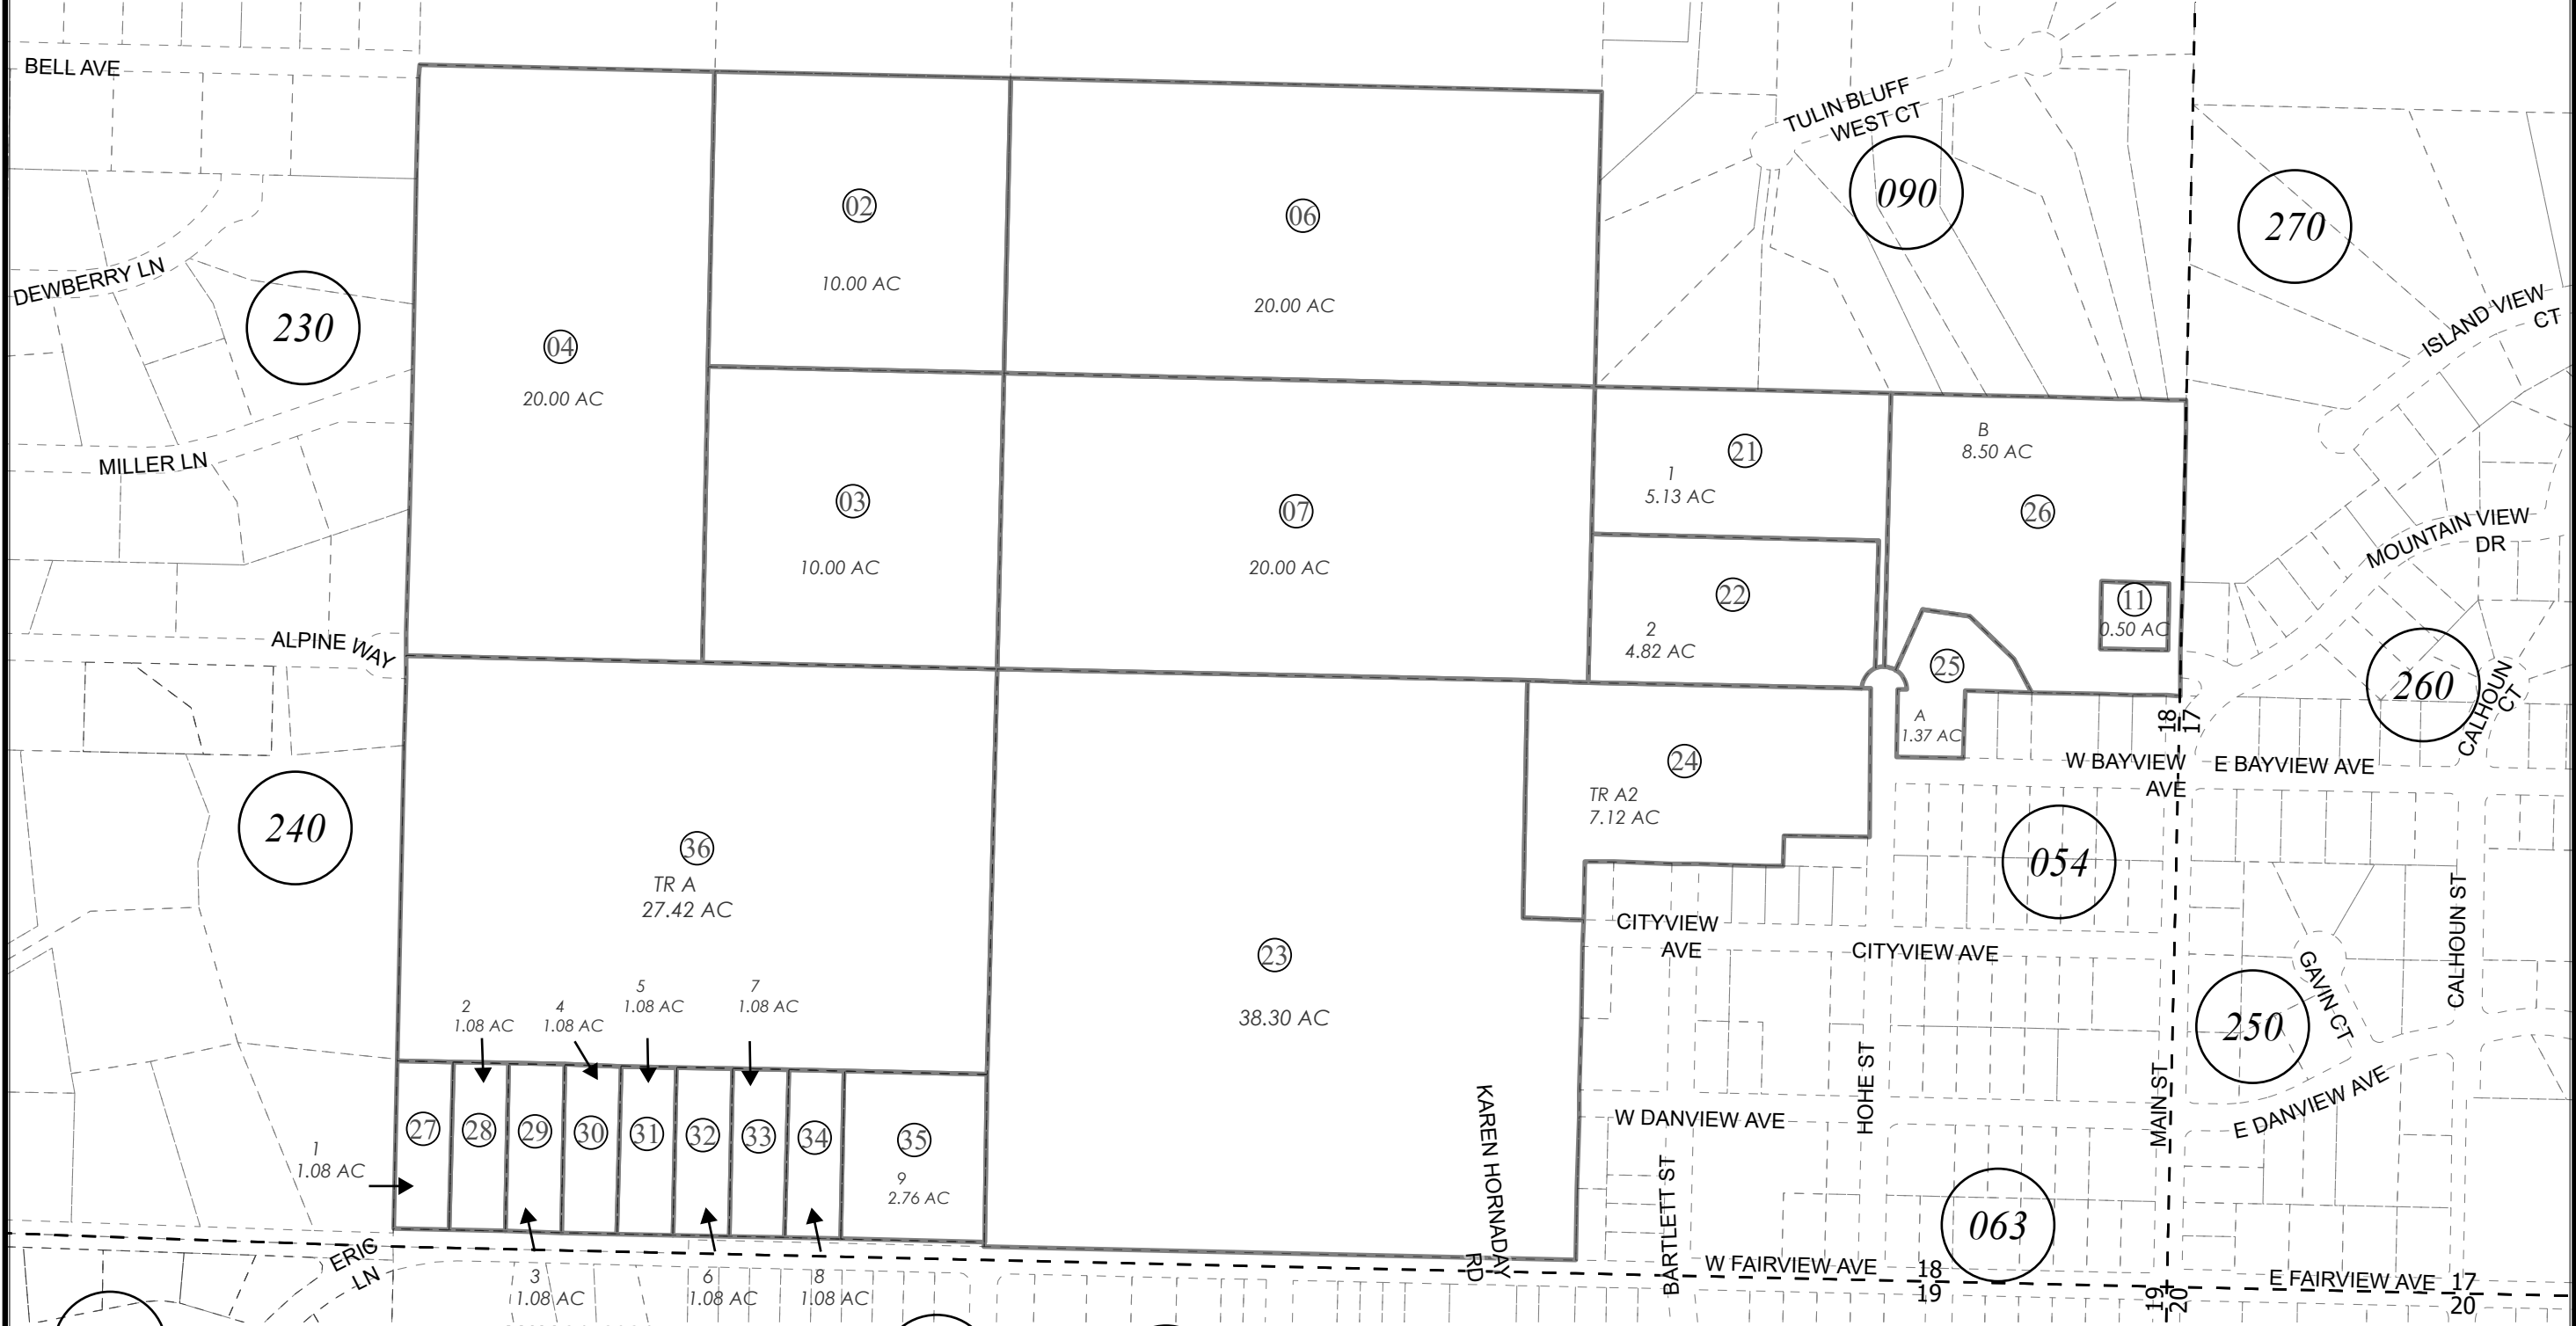 BELL AVE
TULIN BLUFF
WEST CT
090
270
02
06
10.00 AC
20.00 AC
DEWBERRY LN
230
ISLAND VIEW
CT
04
20.00 AC
B
8.50 AC
21
1
5.13 AC
MILLER LN
03
07
26
MOUNTAIN VIEW
DR
10.00 AC
20.00 AC
22
11
0.50 AC
2
4.82 AC
ALPINE WAY
25
260
CALHOUN
CT
A
1.37 AC
18
17
24
W BAYVIEW
AVE
E BAYVIEW AVE
TR A2
7.12 AC
240
36
TR A
27.42 AC
054
CITYVIEW
AVE
CITYVIEW AVE
CALHOUN ST
GAVIN CT
23
38.30 AC
250
2
1.08 AC
4
1.08 AC
5
1.08 AC
7
1.08 AC
HOHE ST
MAIN ST
E DANVIEW AVE
W DANVIEW AVE
27
28
29
30
31
32
33
34
35
9
2.76 AC
1
1.08 AC
KAREN HORNADAY
RD
BARTLETT ST
063
ERIC
LN
W FAIRVIEW AVE
18
19
E FAIRVIEW AVE
17
20
19
20
3
1.08 AC
6
1.08 AC
8
1.08 AC